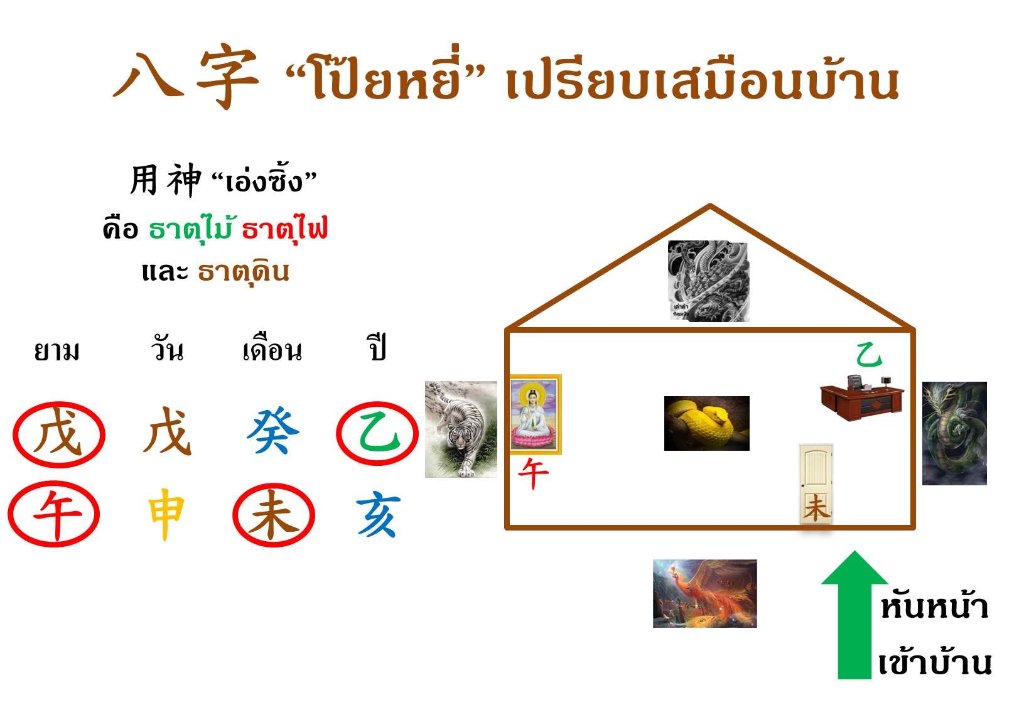 八字 “โป๊ยหยี่” เปรียบเสมือนบ้าน
用神 “เอ่งซิ้ง”
คือ ธาตุไม้ ธาตุไฟ
และ ธาตุดิน
ยาม วัน เดือน ปี
戊 戊 癸 乙
午 申 未 亥
乙
午
未
หันหน้า
เข้าบ้าน